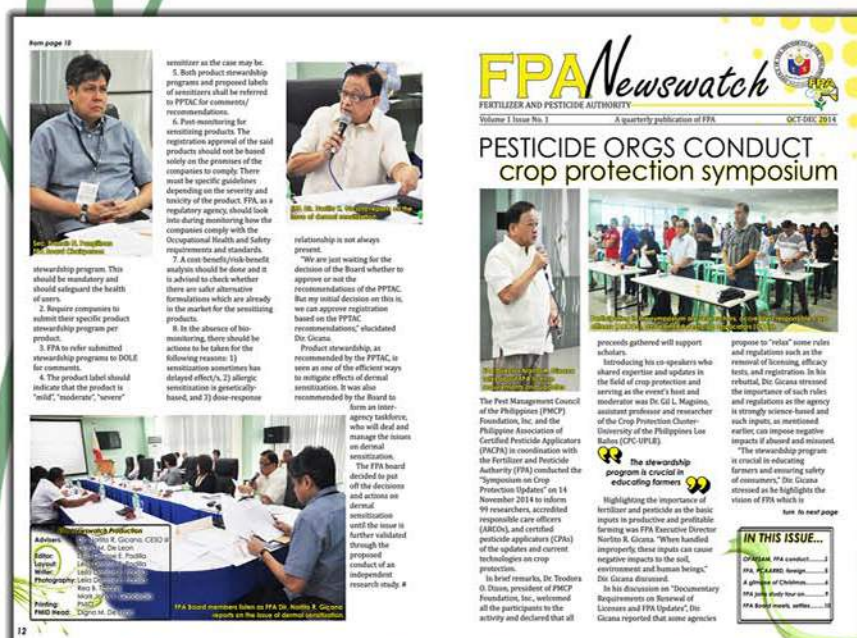 from page 10
sensitizer as the case may be.
5. Both product stewardship
programs and proposed labels
of sensitizers shall be referred
to PPTAC for comments/
recommendations.
6. Post-monitoring for
sensitizing products. The
registration approval of the said
products should not be based
solely on the promises of the
companies to comply. There
must be specific guidelines
depending on the severity and
toxicity of the product. FPA, as a
regulatory agency, should look
into during monitoring how the
companies comply with the
Occupational Health and Safety
requirements and standards.
7. A cost-benefit/risk-benefit
analysis should be done and it
is advised to check whether
there are safer alternative
formulations which are already
in the market for the sensitizing
products.
8. In the absence of bio-
monitoring, there should be
actions to be taken for the
following reasons: 1)
sensitization sometimes has
delayed effect/s, 2) allergic
sensitization is genetically-
based, and 3) dose-response
stewardship program. This
should be mandatory and
should safeguard the health
of users.
2. Require companies to
submit their specific product
stewardship program per
product.
3. FPA to refer submitted
stewardship programs to DOLE
for comments.
4. The product label should
indicate that the product is
"mild", "moderate", "severe"
relationship is not always
present.
"We are just waiting for the
decision of the Board whether to
approve or not the
recommendations of the PPTAC.
But my initial decision on this is,
we can approve registration
based on the PPTAC
recommendations," elucidated
Dir. Gicana.
Product stewardship, as
recommended by the PPTAC, is
seen as one of the efficient ways
to mitigate effects of dermal
sensitization. It was also
recommended by the Board to
form an inter-
agency taskforce,
who will deal and
manage the issues
on dermal
sensitization.
The FPA board
decided to put
off the decisions
and actions on
dermal
sensitization
until the issue is
further validated
through the
proposed
conduct of an
independent
research study. #
FPA Board members listen as FPA Dir. Norlito R. Gicana
reports on the issue of dermal sensitization.
12
FPA Newswatch
FERTILIZER AND PESTICIDE AUTHORITY
Volume 1 Issue No. 1 A quarterly publication of FPA OCT-DEC 2014
PESTICIDE ORGS CONDUCT
crop protection symposium
The Pest Management Council
of the Philippines (PMCP)
Foundation, Inc. and the
Philippine Association of
Certified Pesticide Applicators
(PACPA) in coordination with
the Fertilizer and Pesticide
Authority (FPA) conducted the
"Symposium on Crop
Protection Updates" on 14
November 2014 to inform
99 researchers, accredited
responsible care officers
(ARCOs), and certified
pesticide applicators (CPAs)
of the updates and current
technologies on crop
protection.
In brief remarks, Dr. Teodora
O. Dizon, president of PMCP
Foundation, Inc., welcomed
all the participants to the
activity and declared that all
proceeds gathered will support
scholars.
Introducing his co-speakers who
shared expertise and updates in
the field of crop protection and
serving as the event's host and
moderator was Dr. Gil L. Magsino,
assistant professor and researcher
of the Crop Protection Cluster-
University of the Philippines Los
Baños (CPC-UPLB).
The stewardship
program is crucial in
educating farmers
Highlighting the importance of
fertilizer and pesticide as the basic
inputs in productive and profitable
farming was FPA Executive Director
Norlito R. Gicana. "When handled
improperly, these inputs can cause
negative impacts to the soil,
environment and human beings,"
Dir. Gicana discussed.
In his discussion on "Documentary
Requirements on Renewal of
Licenses and FPA Updates", Dir.
Gicana reported that some agencies
propose to "relax" some rules
and regulations such as the
removal of licensing, efficacy
tests, and registration. In his
rebuttal, Dir. Gicana stressed
the importance of such rules
and regulations as the agency
is strongly science-based and
such inputs, as mentioned
earlier, can impose negative
impacts if abused and misused.
"The stewardship program
is crucial in educating
farmers and ensuring safety
of consumers," Dir. Gicana
stressed as he highlights the
vision of FPA which is
turn to next page
IN THIS ISSUE...